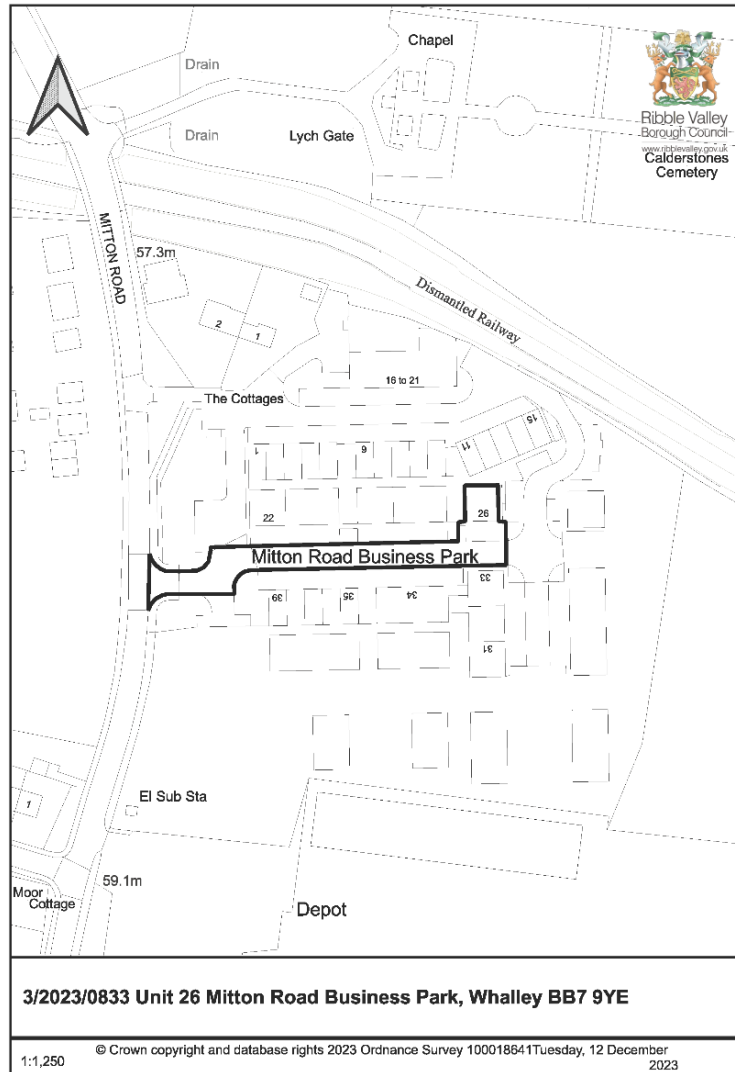 Chapel
Drain
Ribble Valley
Borough Council
www.ribblevalley.gov.uk
Drain
Lych Gate
Calderstones
Cemetery
MITTON ROAD
57.3m
Dismantled Railway
2
1
16 to 21
The Cottages
15
1
6
11
22
26
Mitton Road Business Park
33
39
35
34
31
El Sub Sta
1
59.1m
Moor
Cottage
Depot
3/2023/0833 Unit 26 Mitton Road Business Park, Whalley BB7 9YE
© Crown copyright and database rights 2023 Ordnance Survey 100018641Tuesday, 12 December
2023
1:1,250